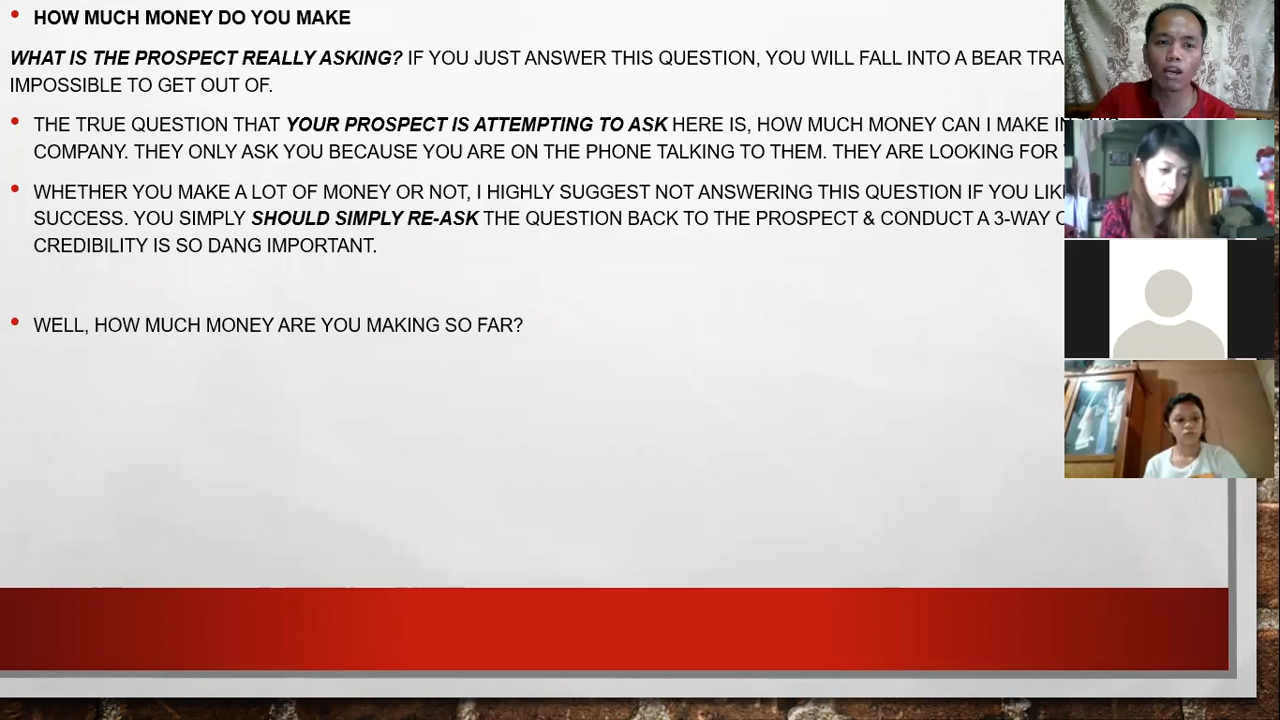 HOW MUCH MONEY DO YOU MAKE
WHAT IS THE PROSPECT REALLY ASKING? IF YOU JUST ANSWER THIS QUESTION, YOU WILL FALL INTO A BEAR
IMPOSSIBLE TO GET OUT OF.
THE TRUE QUESTION THAT YOUR PROSPECT IS ATTEMPTING TO ASK HERE IS, HOW MUCH MONEY CAN I MAKE
COMPANY. THEY ONLY ASK YOU BECAUSE YOU ARE ON THE PHONE TALKING TO THEM. THEY ARE LOOKING FOR
WHETHER YOU MAKE A LOT OF MONEY OR NOT, I HIGHLY SUGGEST NOT ANSWERING THIS QUESTION IF YOU
SUCCESS. YOU SIMPLY SHOULD SIMPLY RE-ASK THE QUESTION BACK TO THE PROSPECT & CONDUCT A 3-WAY
CREDIBILITY IS SO DANG IMPORTANT.
WELL, HOW MUCH MONEY ARE YOU MAKING SO FAR?